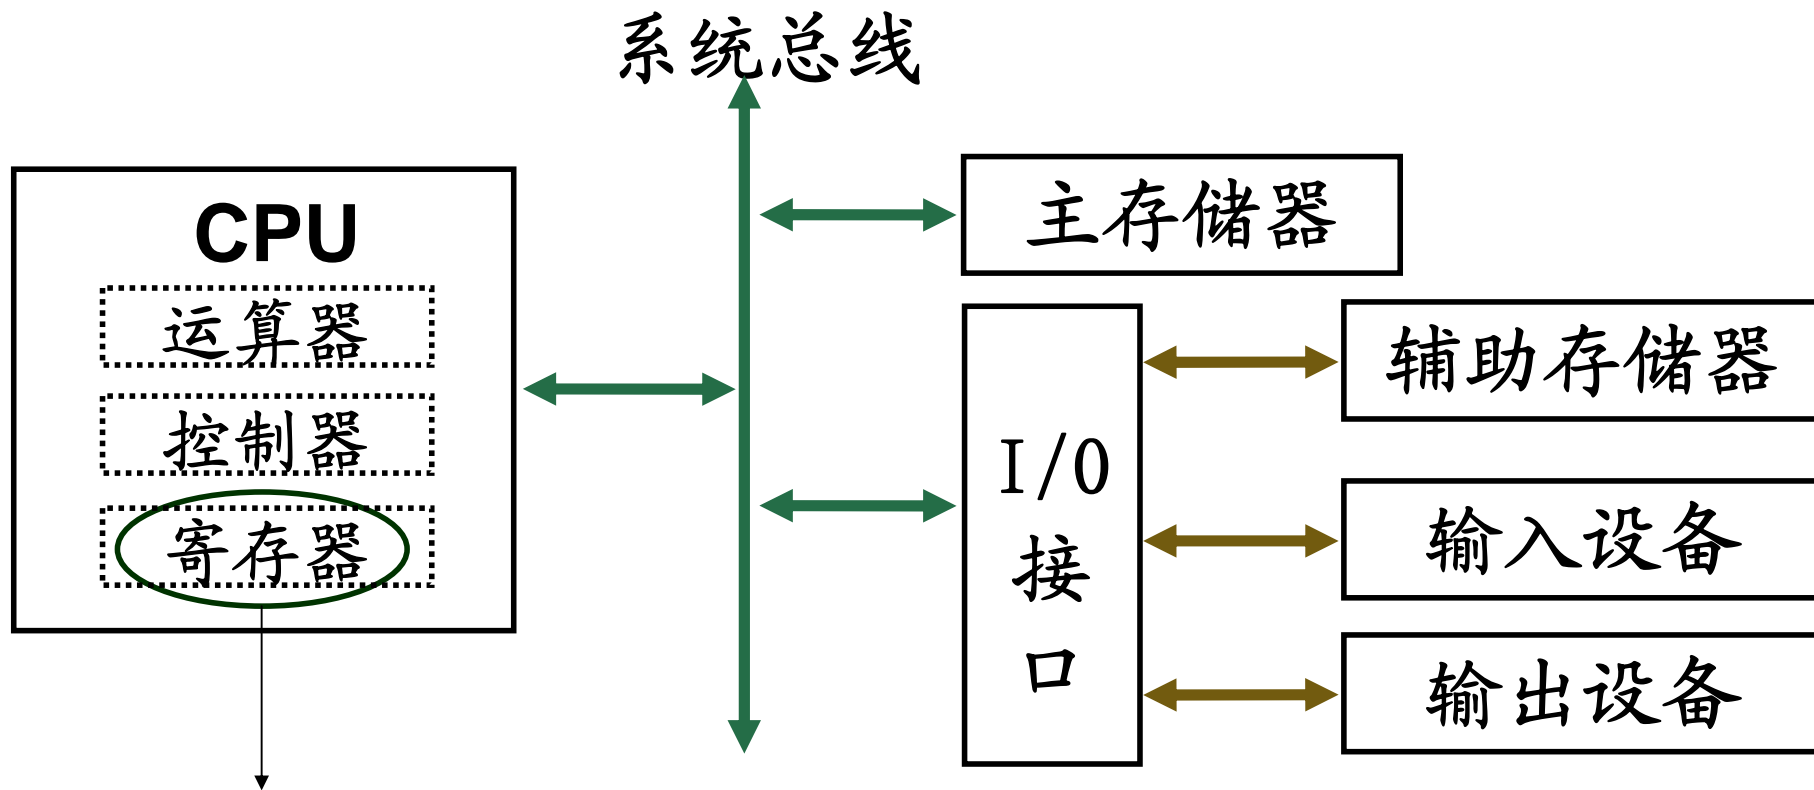 系统总线
CPU
运算器
控制器
寄存器
主存储器
I/O
接
口
辅助存储器
输入设备
输出设备